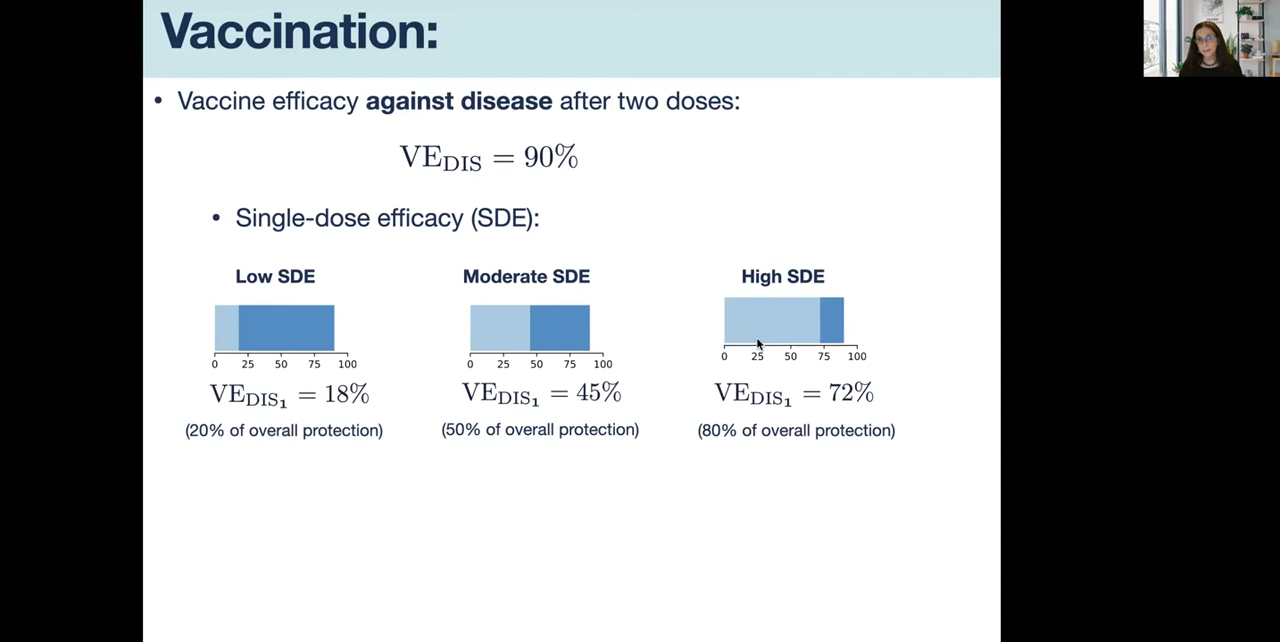 Vaccination:
• Vaccine efficacy against disease after two doses:
VE_DIS = 90%
• Single-dose efficacy (SDE):
Low SDE Moderate SDE High SDE
0 25 50 75 100 0 25 50 75 100 0 25 50 75 100
VE_DIS₁ = 18% VE_DIS₁ = 45% VE_DIS₁ = 72%
(20% of overall protection) (50% of overall protection) (80% of overall protection)